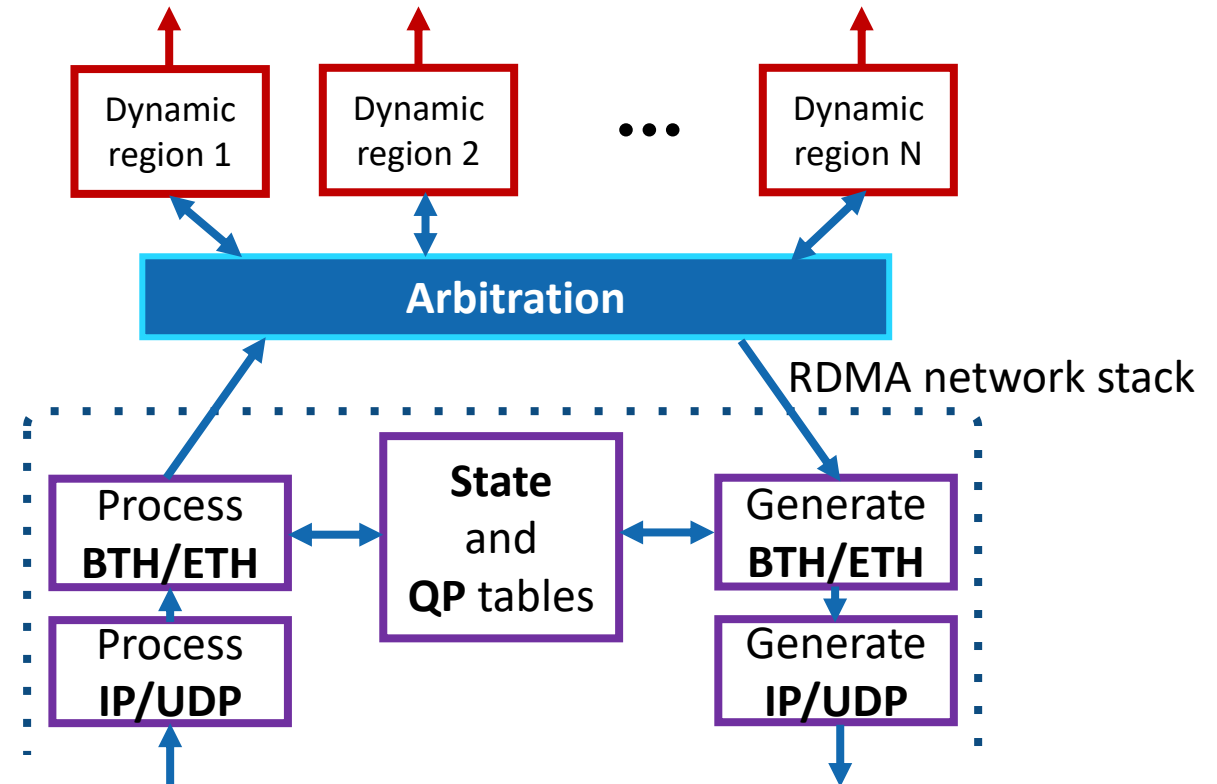 Dynamic
region 1
Dynamic
region 2
•••
Dynamic
region N
Arbitration
RDMA network stack
Process
BTH/ETH
State
and
QP tables
Generate
BTH/ETH
Process
IP/UDP
Generate
IP/UDP